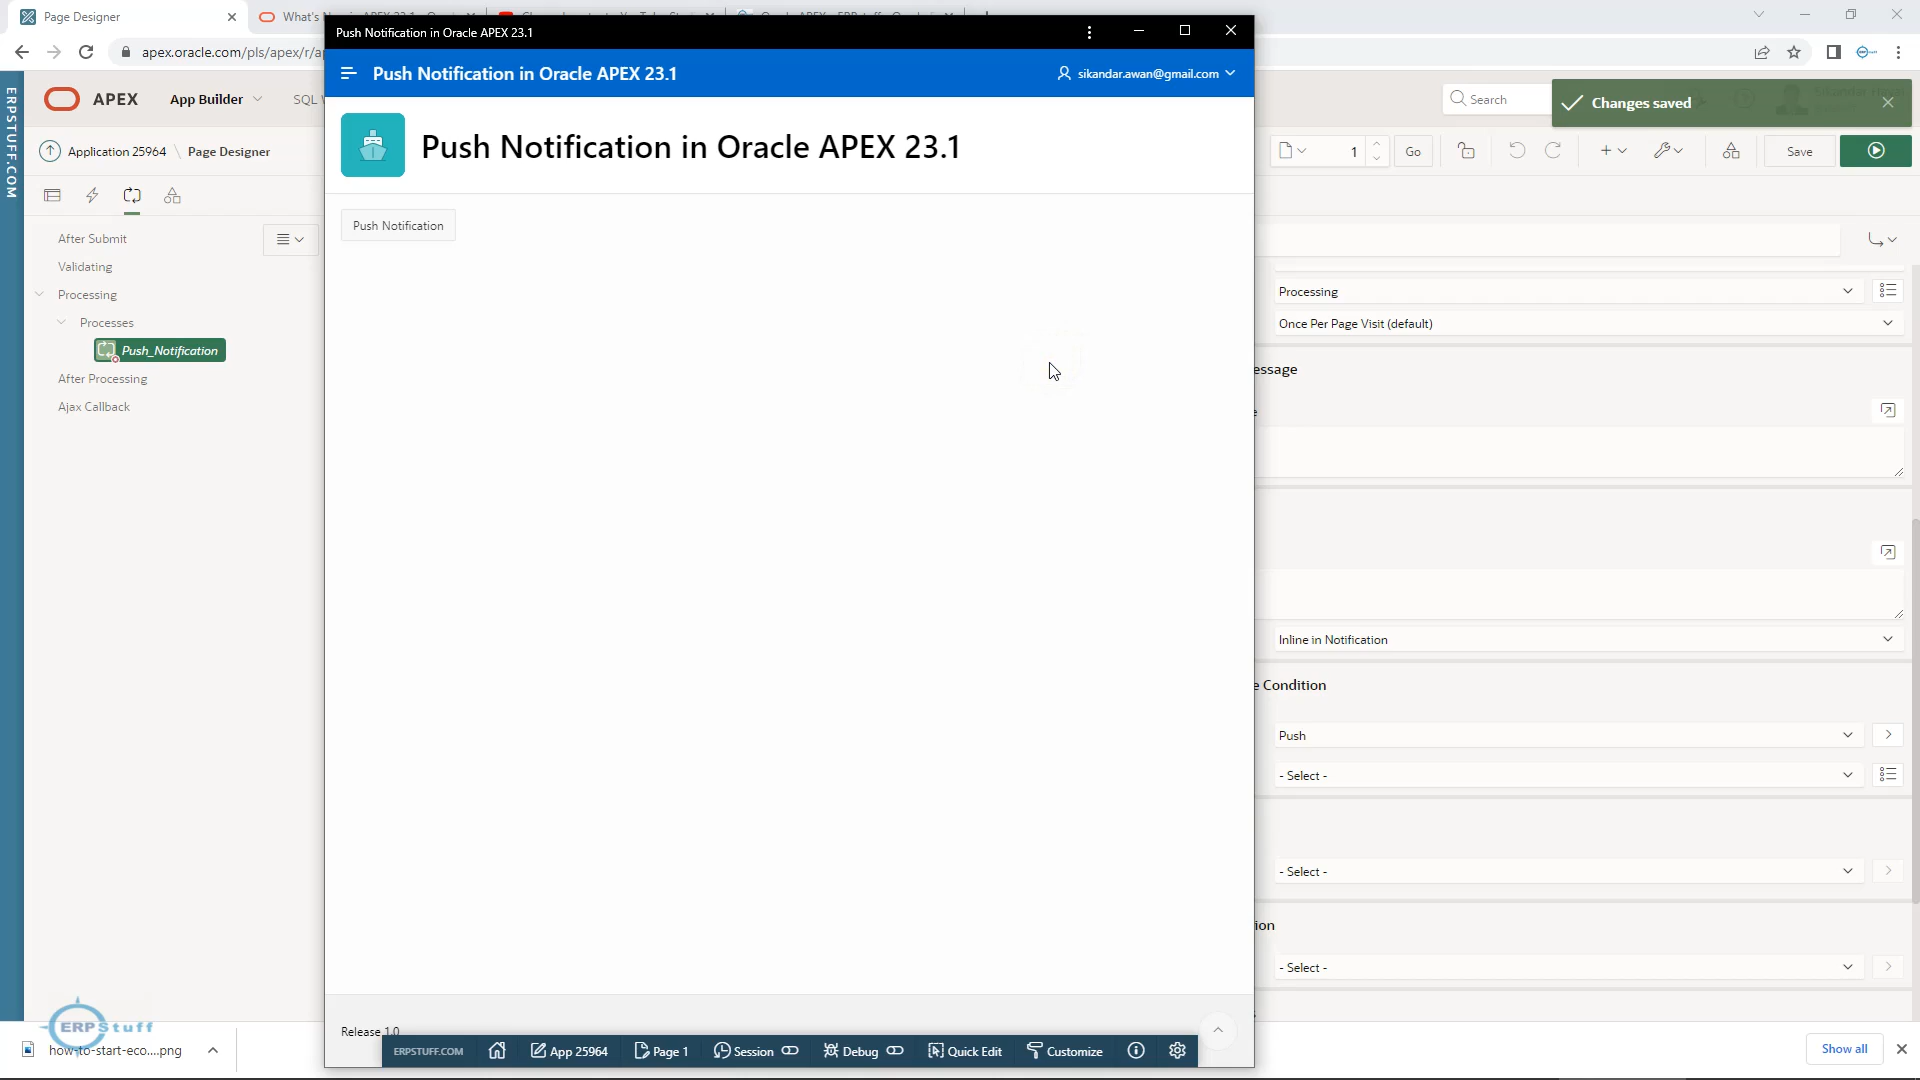 Page Designer
What's
Push Notification in Oracle APEX 23.1
apex.oracle.com/pls/apex/r/a
Push Notification in Oracle APEX 23.1
sikandar.awan@gmail.com
ERPSTUFF.COM
APEX
App Builder
SQL
Search
Changes saved
Application 25964 \ Page Designer
Push Notification in Oracle APEX 23.1
1
Go
Save
Push Notification
After Submit
Validating
Processing
Processes
Push_Notification
After Processing
Ajax Callback
Processing
Once Per Page Visit (default)
essage
e
Inline in Notification
e Condition
Push
- Select -
- Select -
ion
- Select -
Release 1.0
ERPStuff
how-to-start-eco....png
ERPSTUFF.COM
App 25964
Page 1
Session
Debug
Quick Edit
Customize
Show all